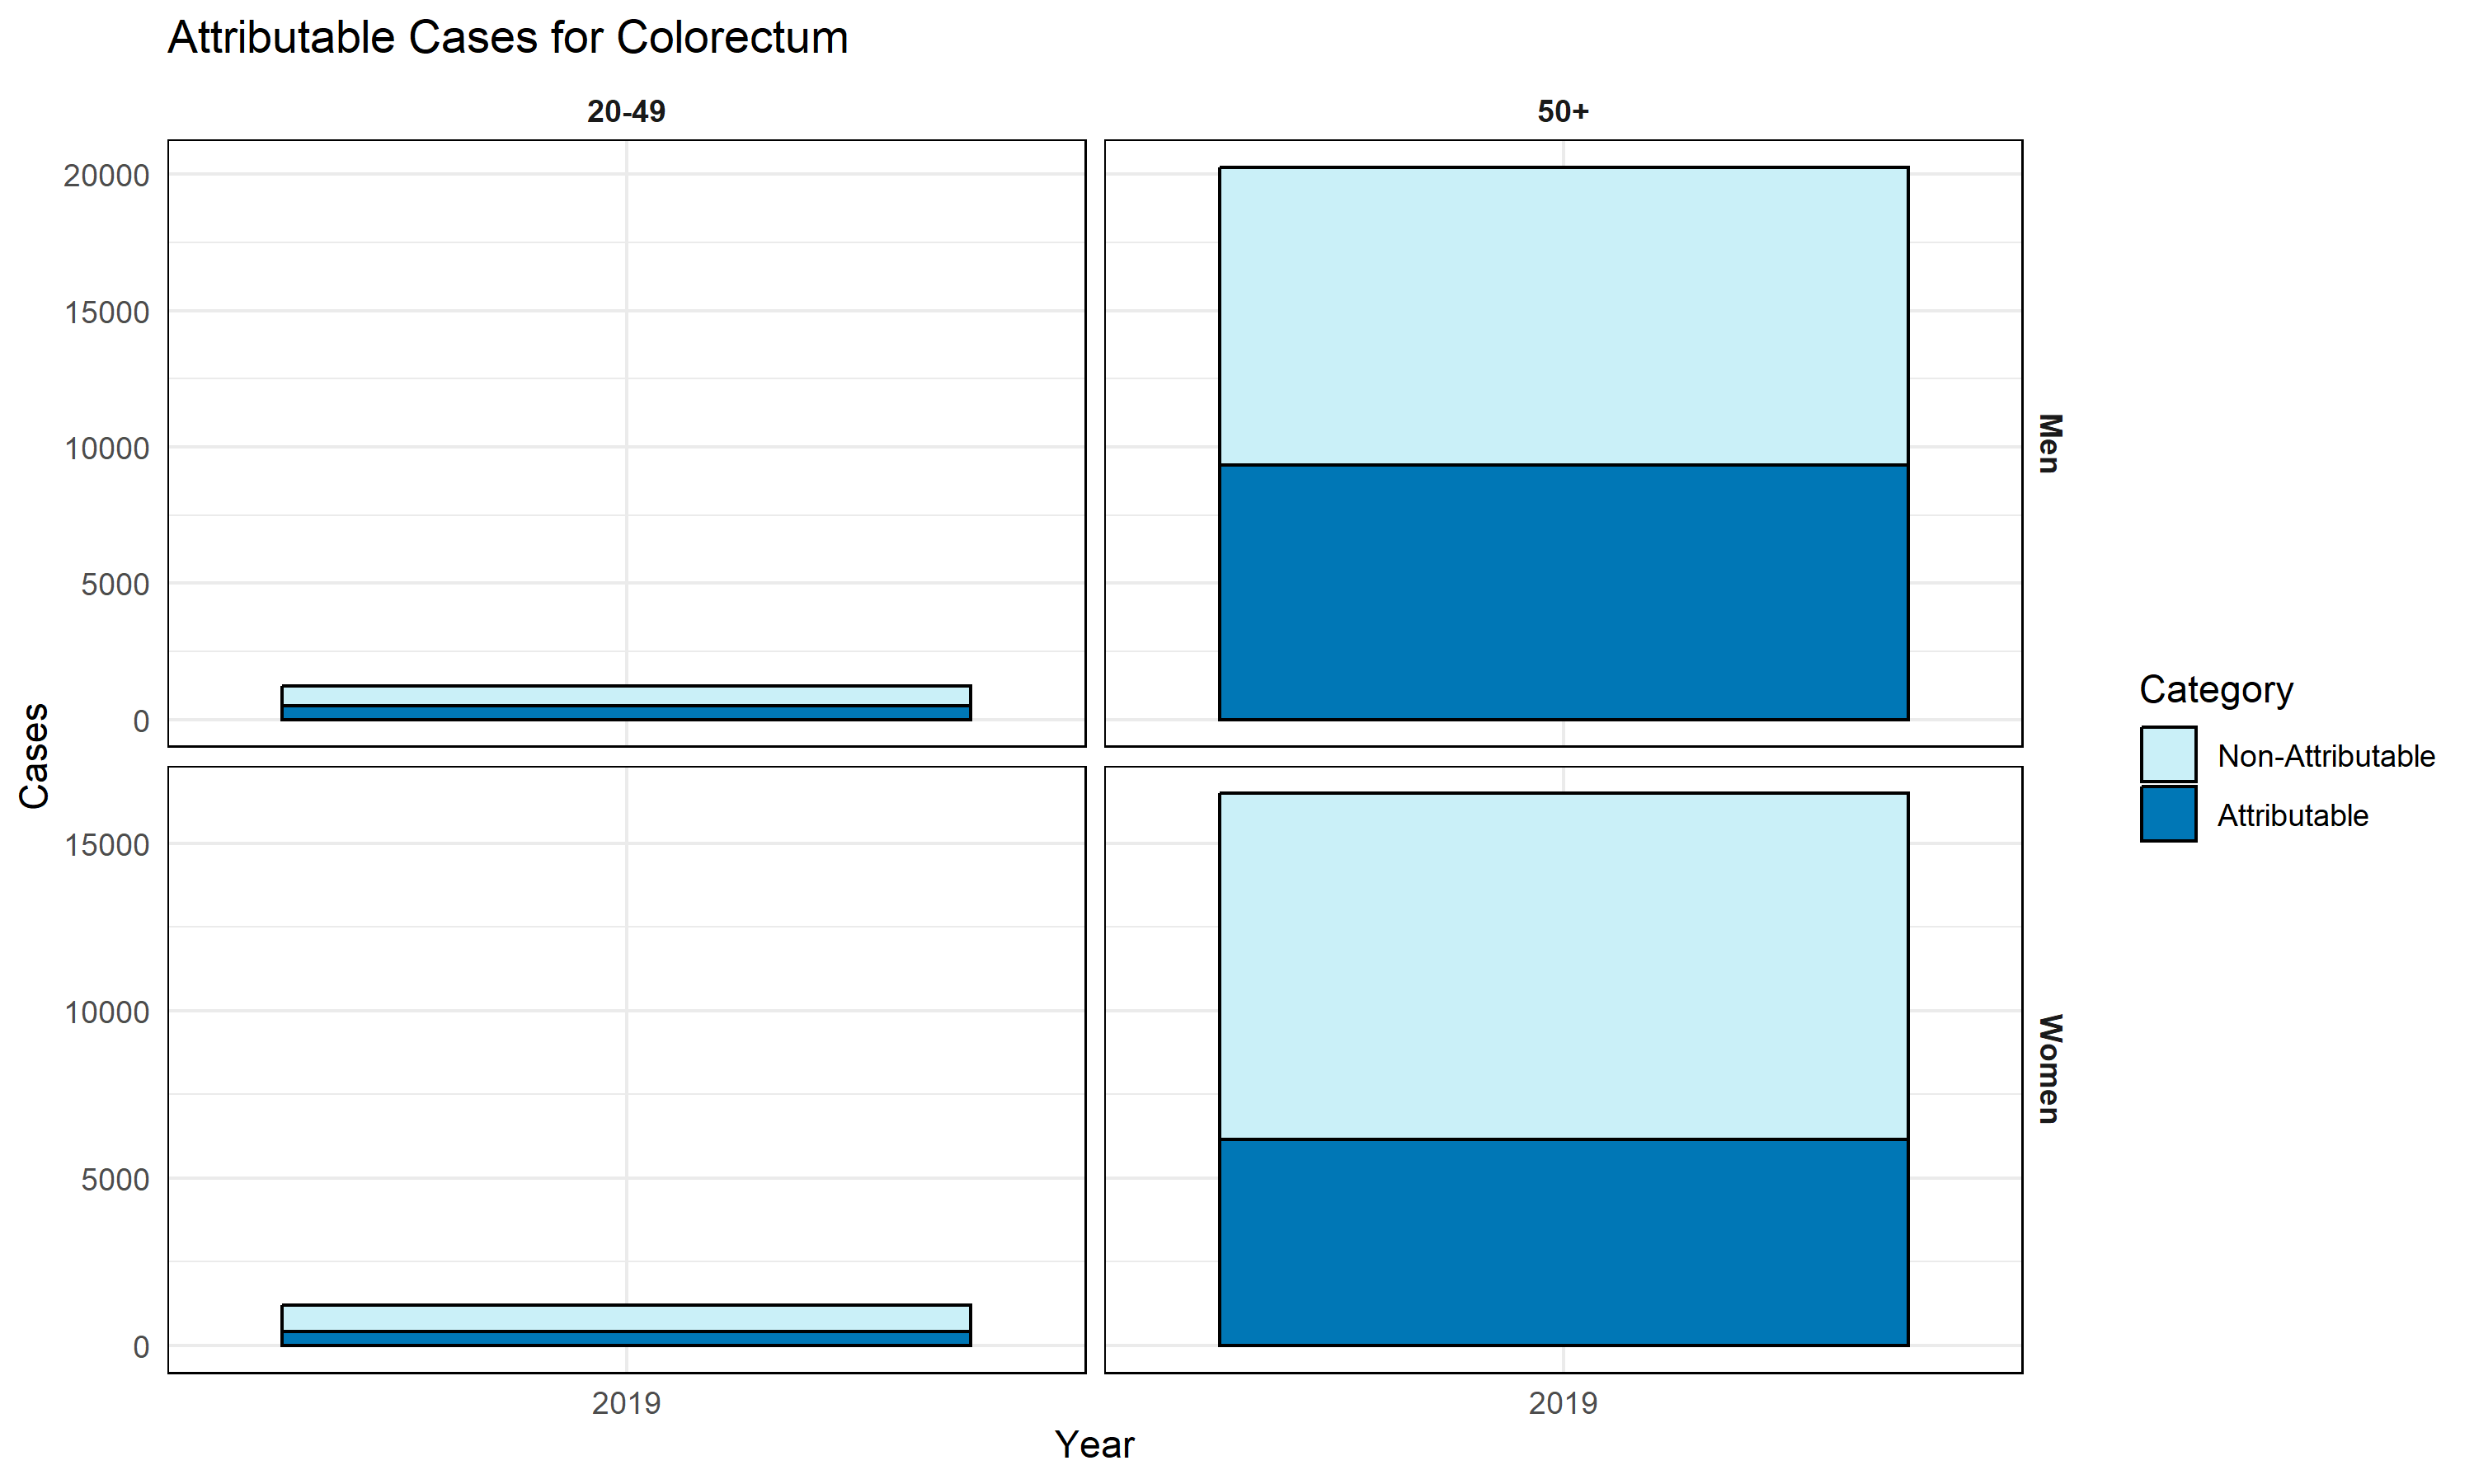 Attributable Cases for Colorectum
20-49
50+
20000
15000
10000
5000
0
Men
Cases
15000
10000
5000
0
Women
2019
2019
Year
Category
Non-Attributable
Attributable